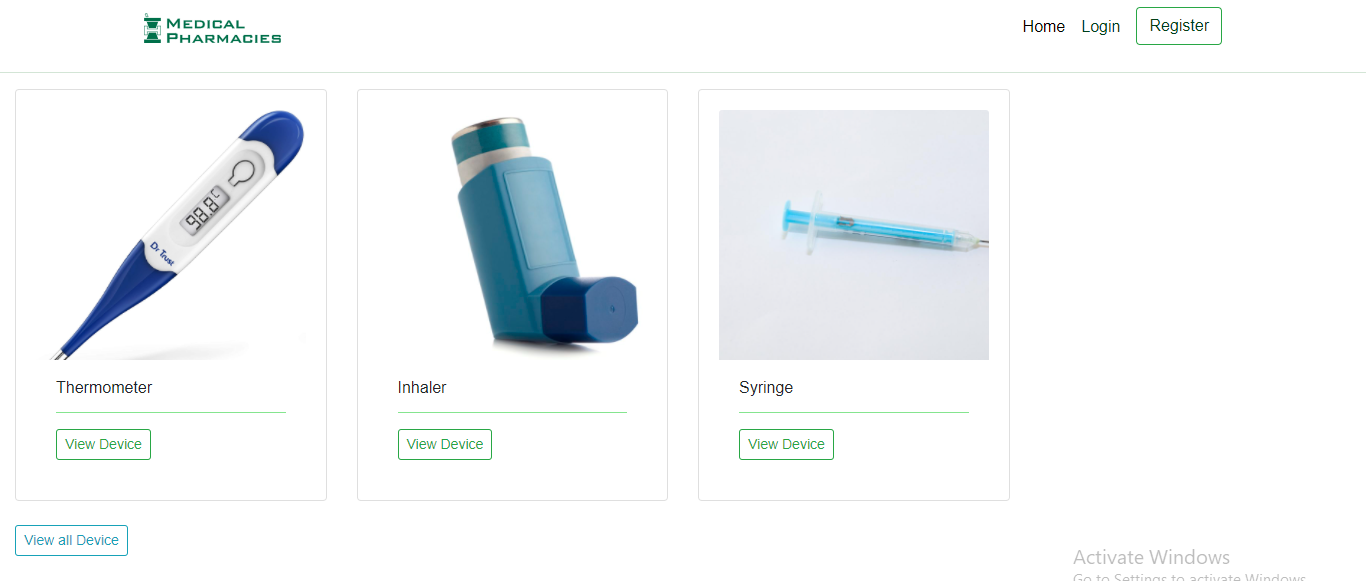 Medical
Pharmacies
Home
Login
Register
98.8
Dr Trust
Thermometer
Inhaler
Syringe
View Device
View Device
View Device
View all Device
Activate Windows
Go to Settings to activate Windows.